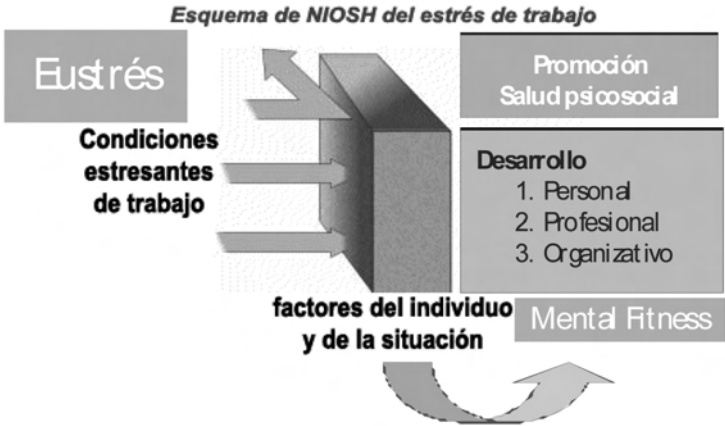 Esquema de NIOSH del estrés de trabajo
Eustrés
Condiciones
estresantes
de trabajo
Promoción
Salud psicosocial
Desarrollo
1. Personal
2. Profesional
3. Organizativo
factores del individuo
y de la situación
Mental Fitness